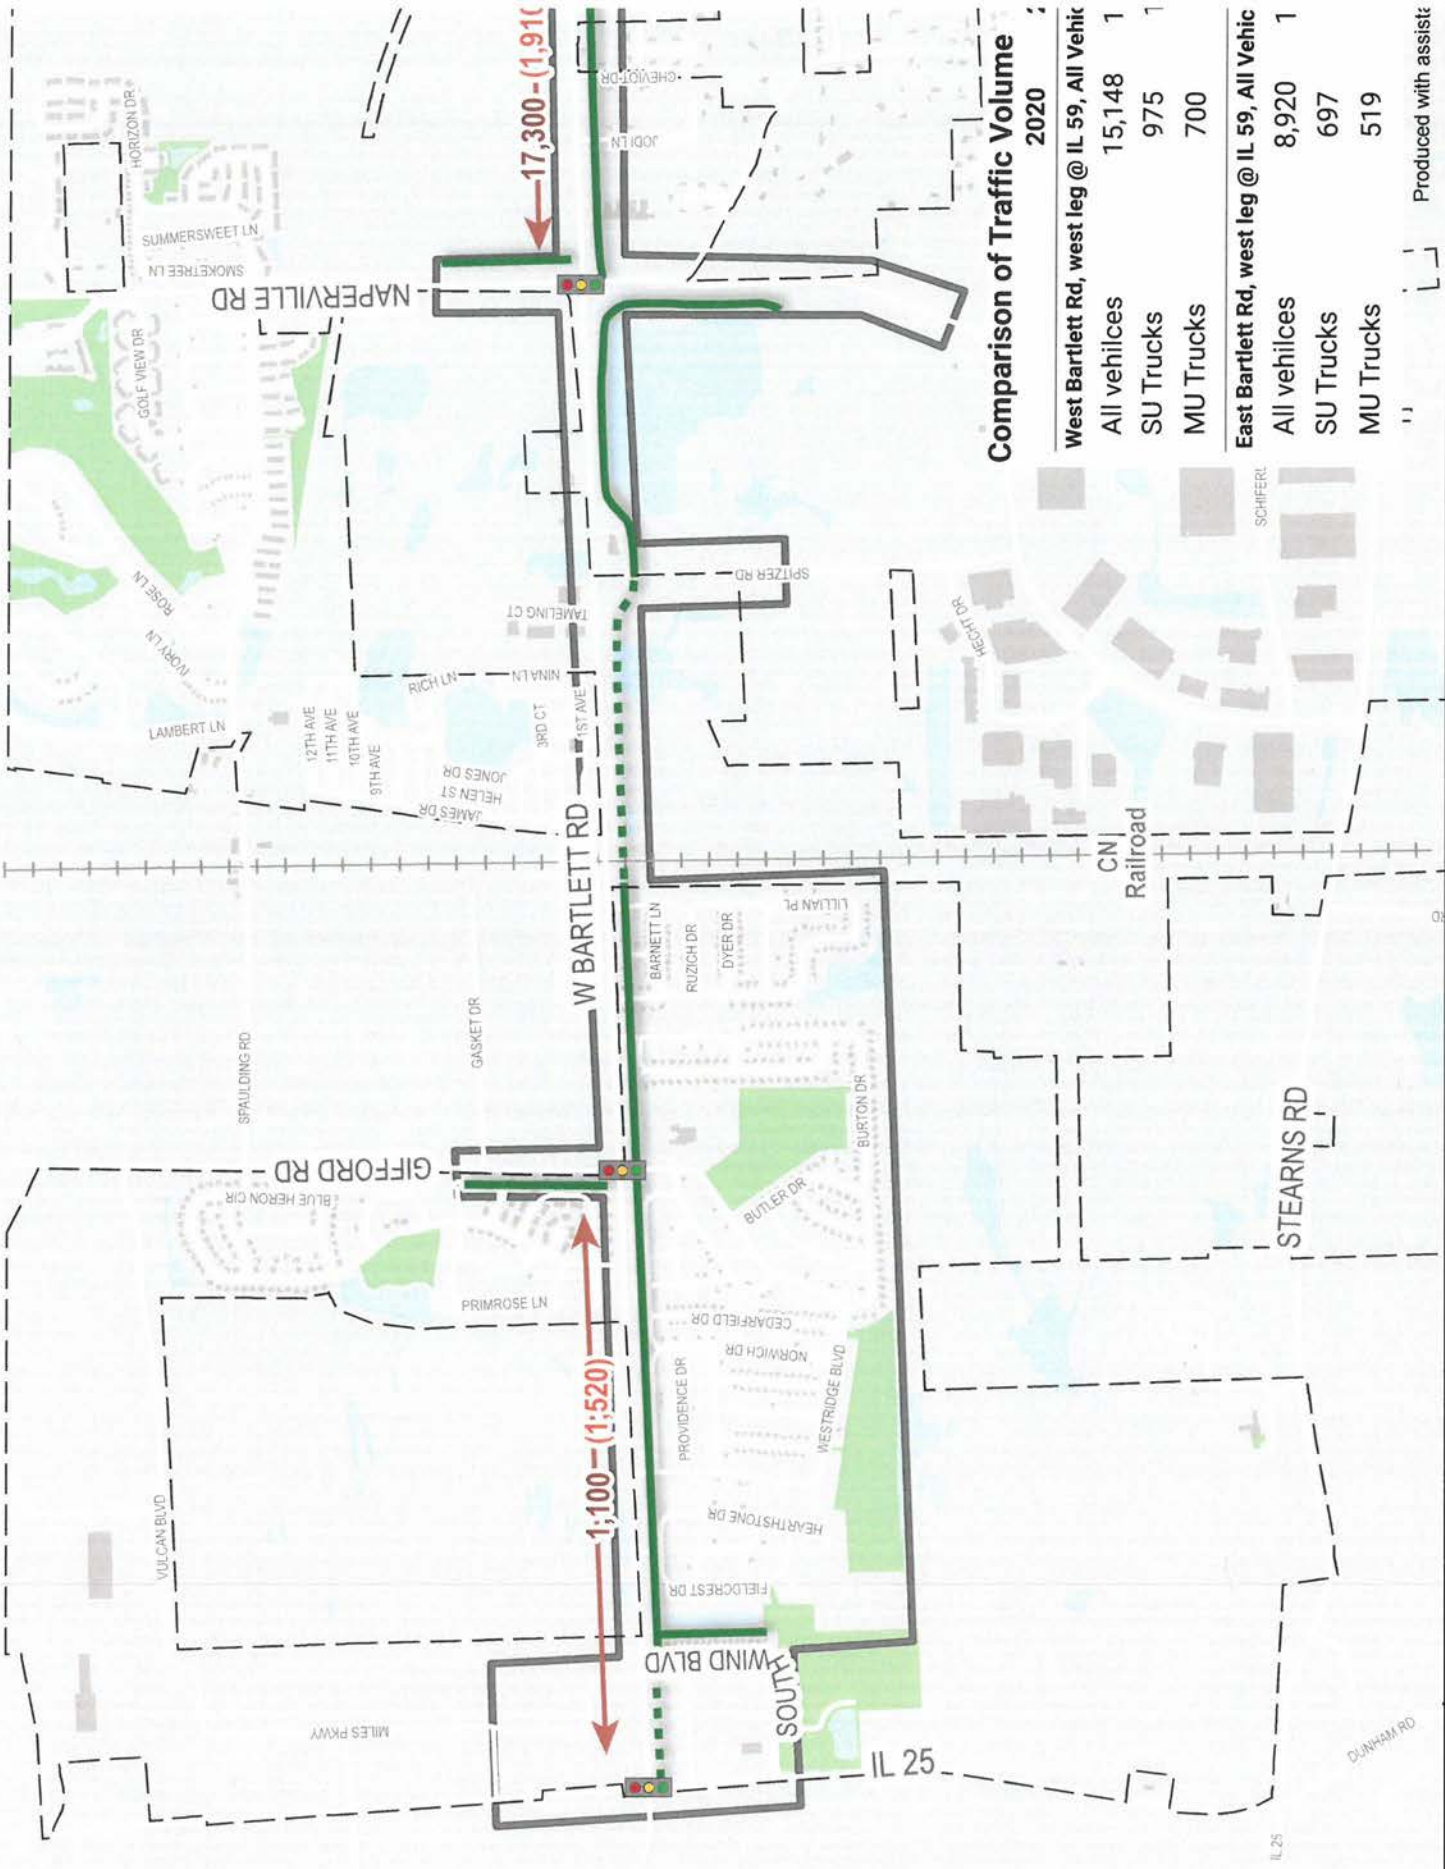 HORIZON DR
SUMMERSWEET LN
SMOKETREE LN
NAPERVILLE RD
GOLF VIEW DR
17,300 (1,910
CHEVIOT DR
JODI LN
ROSE LN
IVORY LN
LAMBERT LN
12TH AVE
11TH AVE
10TH AVE
9TH AVE
RICH LN
JONES DR
HELEN ST
JAMES DR
TAMELING CT
NINA LN
3RD CT
1ST AVE
SPITZER RD
W BARTLETT RD
HECHT DR
CN
Railroad
SPAULDING RD
GASKET DR
BARNETT LN
RUZICH DR
DYER DR
LILLIAN PL
GIFFORD RD
BLUE HERON CIR
BURTON DR
BUTLER DR
STEARNS RD
PRIMROSE LN
1,100 (1,520)
CEDARFIELD DR
NORWICH DR
PROVIDENCE DR
WESTRIDGE BLVD
HEARTHSTONE DR
FIELDCREST DR
VULCAN BLVD
SOUTH
WIND BLVD
MILES PKWY
IL 25
DUNHAM RD
IL 25
Comparison of Traffic Volume
2020
West Bartlett Rd, west leg @ IL 59, All Vehic
All vehilces 15,148 1
SU Trucks 975 1
MU Trucks 700
East Bartlett Rd, west leg @ IL 59, All Vehic
All vehilces 8,920 1
SU Trucks 697
MU Trucks 519
Produced with assista